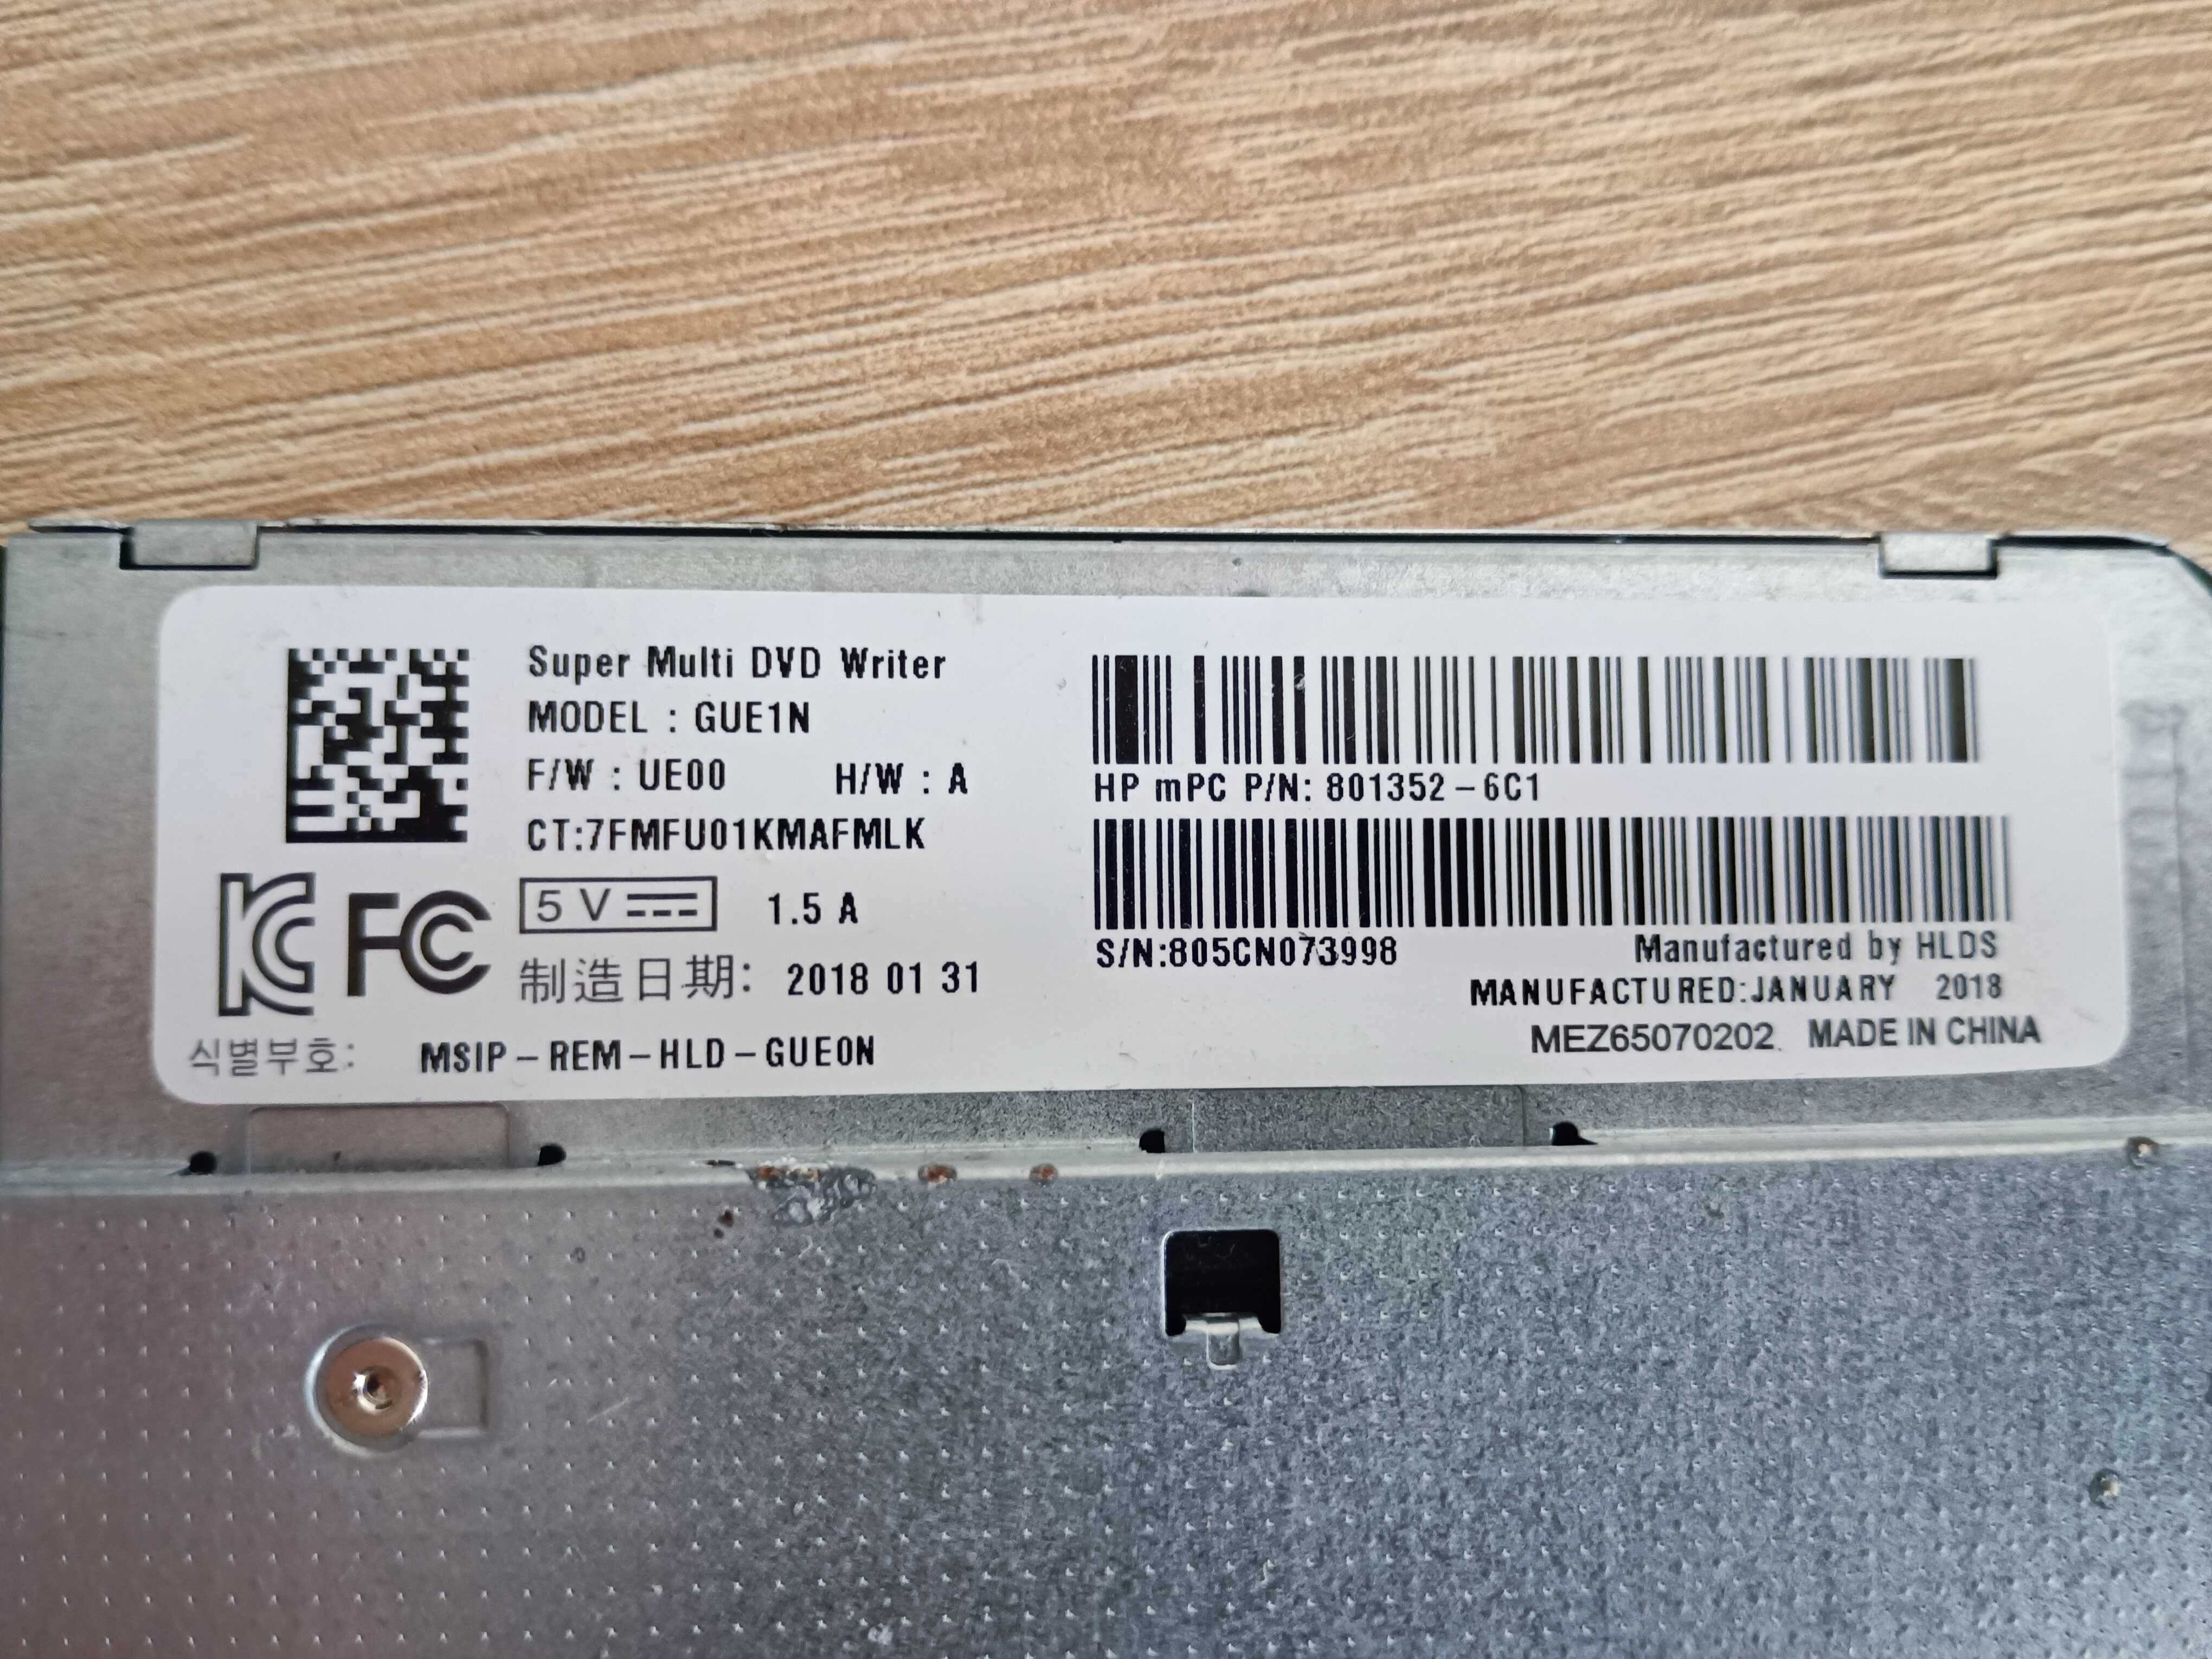 Super Multi DVD Writer
MODEL : GUE1N
F/W : UE00 H/W : A
CT:7FMFU01KMAFMLK
5 V 1.5 A
制造日期: 2018 01 31
식별부호: MSIP-REM-HLD-GUE0N
HP mPC P/N: 801352-6C1
S/N:805CN073998
Manufactured by HLDS
MANUFACTURED:JANUARY 2018
MEZ65070202 MADE IN CHINA